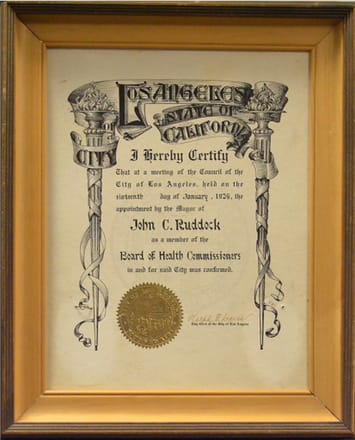 CITY OF LOS ANGELES
STATE OF
CALIFORNIA
I Hereby Certify
That at a meeting of the Council of the
City of Los Angeles, held on the
sixteenth day of January, 1926, the
appointment by the Mayor of
John C. Ruddock
as a member of the
Board of Health Commissioners
in and for said City was confirmed.
City Clerk of the City of Los Angeles